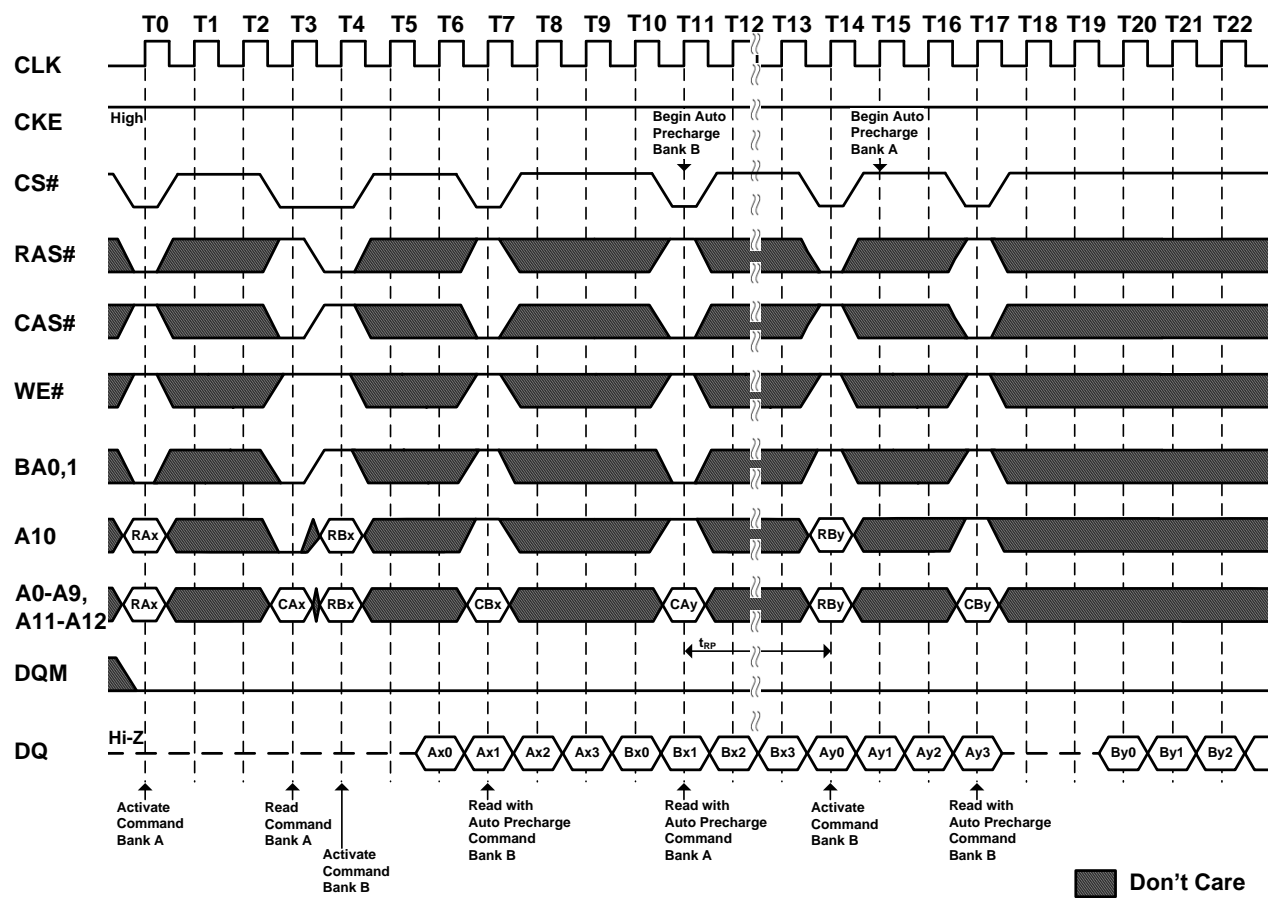 T0 T1 T2 T3 T4 T5 T6 T7 T8 T9 T10 T11 T12 T13 T14 T15 T16 T17 T18 T19 T20 T21 T22
CLK
CKE
High
Begin Auto
Precharge
Bank B
Begin Auto
Precharge
Bank A
CS#
RAS#
CAS#
WE#
BA0,1
A10
RAx RBx RBy
A0-A9,
A11-A12
RAx CAx RBx CBx CAy RBy CBy
tRP
DQM
DQ
Hi-Z
Ax0 Ax1 Ax2 Ax3 Bx0 Bx1 Bx2 Bx3 Ay0 Ay1 Ay2 Ay3 By0 By1 By2
Activate
Command
Bank A
Read
Command
Bank A
Activate
Command
Bank B
Read with
Auto Precharge
Command
Bank B
Read with
Auto Precharge
Command
Bank A
Activate
Command
Bank B
Read with
Auto Precharge
Command
Bank B
Don't Care